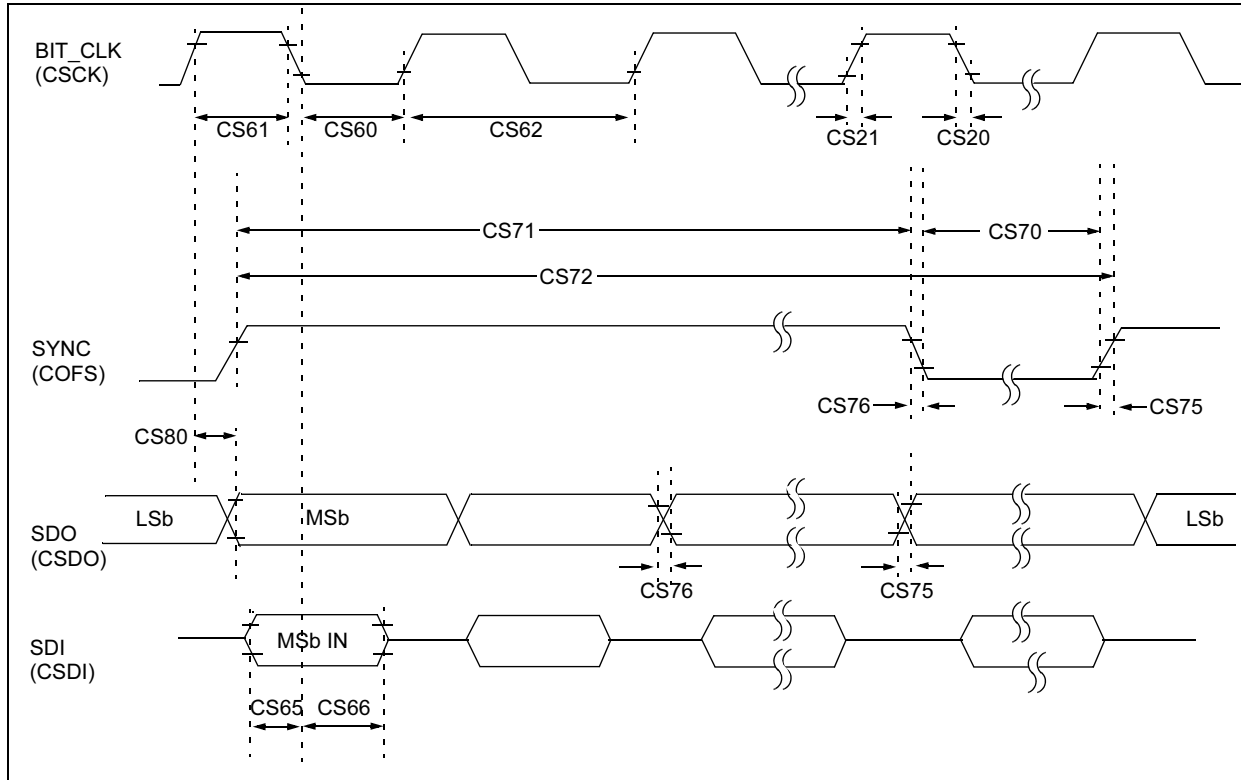 BIT_CLK
(CSCK)
CS61
CS60
CS62
CS21
CS20
CS71
CS70
CS72
SYNC
(COFS)
CS76
CS75
CS80
LSb
MSb
LSb
SDO
(CSDO)
CS76
CS75
MSb IN
SDI
(CSDI)
CS65
CS66